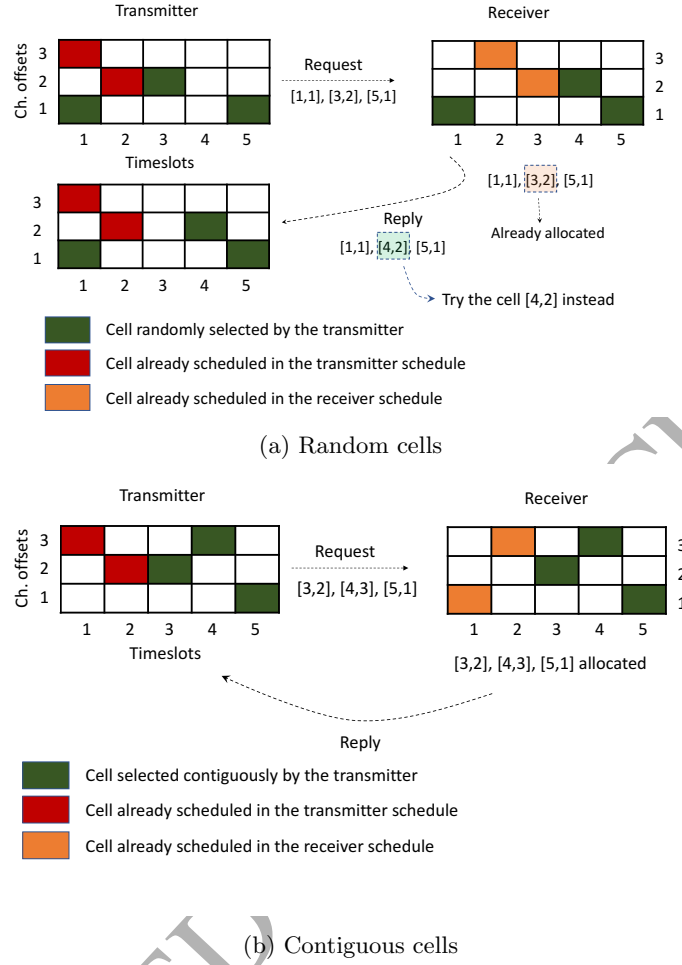 Transmitter
Receiver
Ch. offsets
3
2
1
1 2 3 4 5
Timeslots
Request
[1,1], [3,2], [5,1]
3
2
1
1 2 3 4 5
[1,1], [3,2], [5,1]
Already allocated
Reply
[1,1], [4,2], [5,1]
Try the cell [4,2] instead
3
2
1
1 2 3 4 5
Cell randomly selected by the transmitter
Cell already scheduled in the transmitter schedule
Cell already scheduled in the receiver schedule
(a) Random cells
Transmitter
Receiver
Ch. offsets
3
2
1
1 2 3 4 5
Timeslots
Request
[3,2], [4,3], [5,1]
3
2
1
1 2 3 4 5
[3,2], [4,3], [5,1] allocated
Reply
Cell selected contiguously by the transmitter
Cell already scheduled in the transmitter schedule
Cell already scheduled in the receiver schedule
(b) Contiguous cells